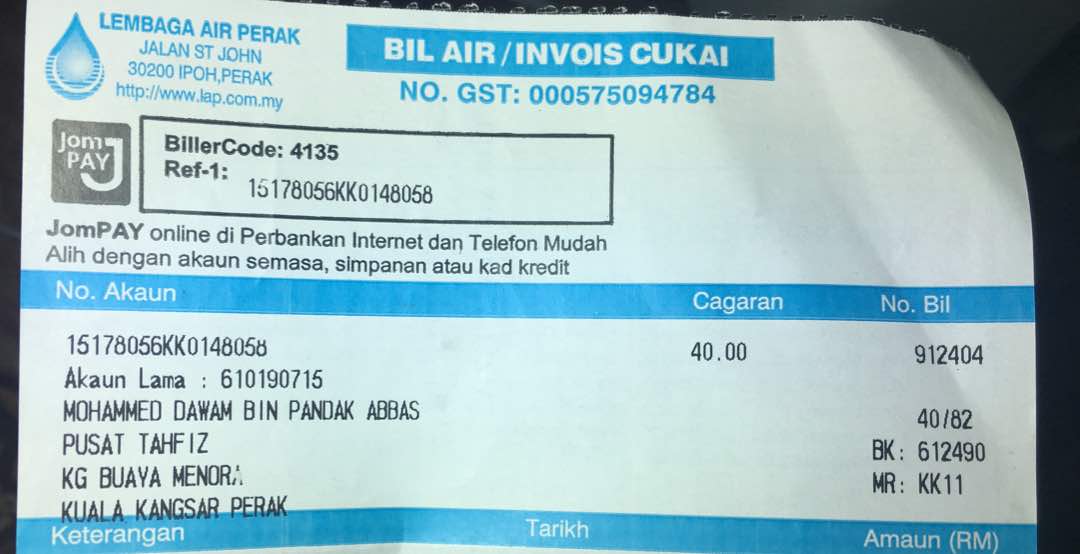 LEMBAGA AIR PERAK
JALAN ST JOHN
30200 IPOH,PERAK
http://www.lap.com.my
BIL AIR/INVOIS CUKAI
NO. GST: 000575094784
Jom
PAY
BillerCode: 4135
Ref-1:
15178056KK0148058
JomPAY online di Perbankan Internet dan Telefon Mudah
Alih dengan akaun semasa, simpanan atau kad kredit
No. Akaun Cagaran No. Bil
15178056KK0148058 40.00 912404
Akaun Lama : 610190715
MOHAMMED DAWAM BIN PANDAK ABBAS 40/82
PUSAT TAHFIZ BK: 612490
KG BUAYA MENORA MR: KK11
KUALA KANGSAR PERAK
Keterangan Tarikh Amaun (RM)